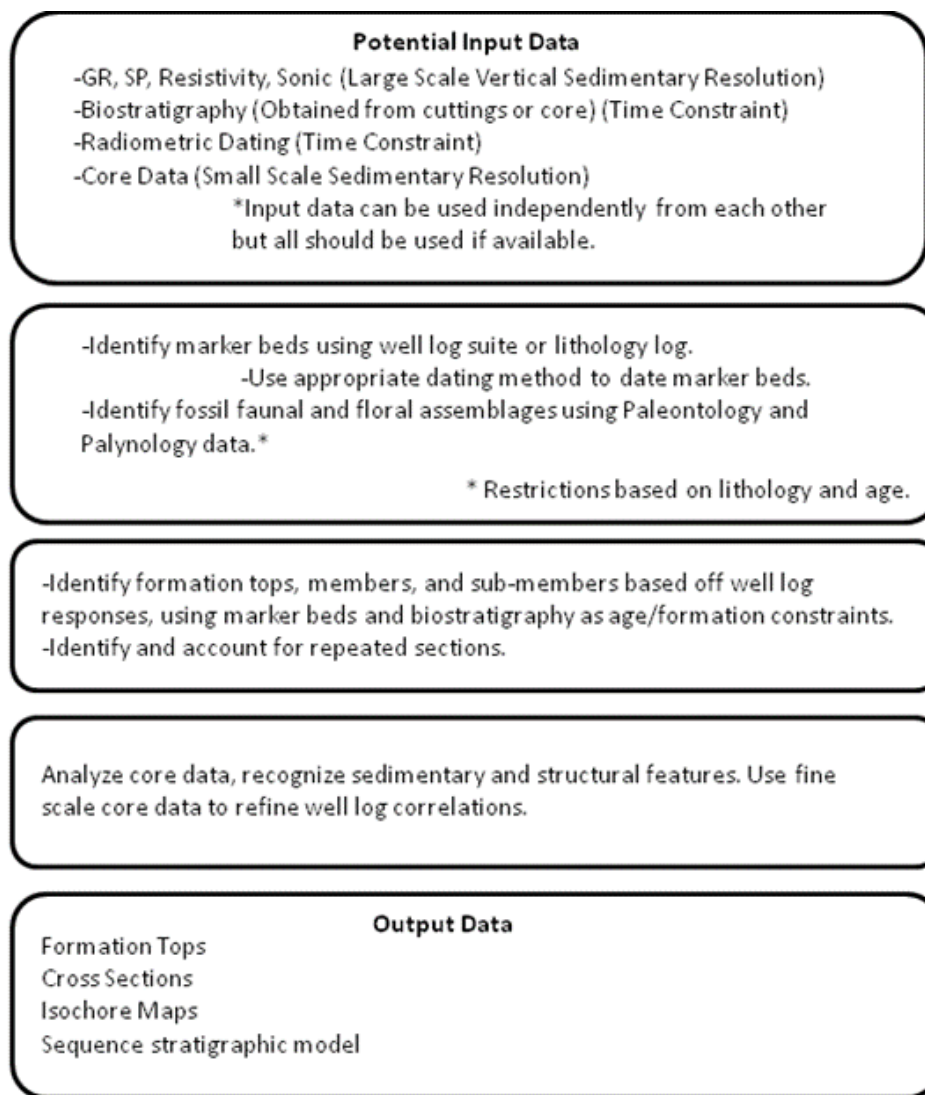 Potential Input Data
-GR, SP, Resistivity, Sonic (Large Scale Vertical Sedimentary Resolution)
-Biostratigraphy (Obtained from cuttings or core) (Time Constraint)
-Radiometric Dating (Time Constraint)
-Core Data (Small Scale Sedimentary Resolution)
*Input data can be used independently from each other
but all should be used if available.
-Identify marker beds using well log suite or lithology log.
-Use appropriate dating method to date marker beds.
-Identify fossil faunal and floral assemblages using Paleontology and
Palynology data.*
* Restrictions based on lithology and age.
-Identify formation tops, members, and sub-members based off well log
responses, using marker beds and biostratigraphy as age/formation constraints.
-Identify and account for repeated sections.
Analyze core data, recognize sedimentary and structural features. Use fine
scale core data to refine well log correlations.
Output Data
Formation Tops
Cross Sections
Isochore Maps
Sequence stratigraphic model